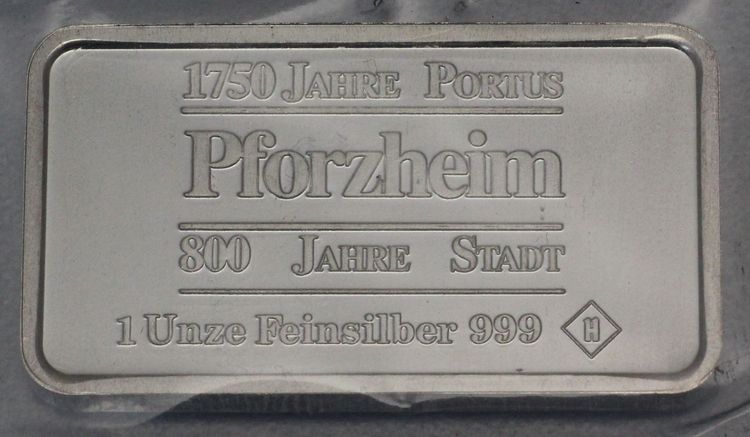 1750 JAHRE PORTUS
Pforzheim
800 JAHRE STADT
1 Unze Feinsilber 999 H